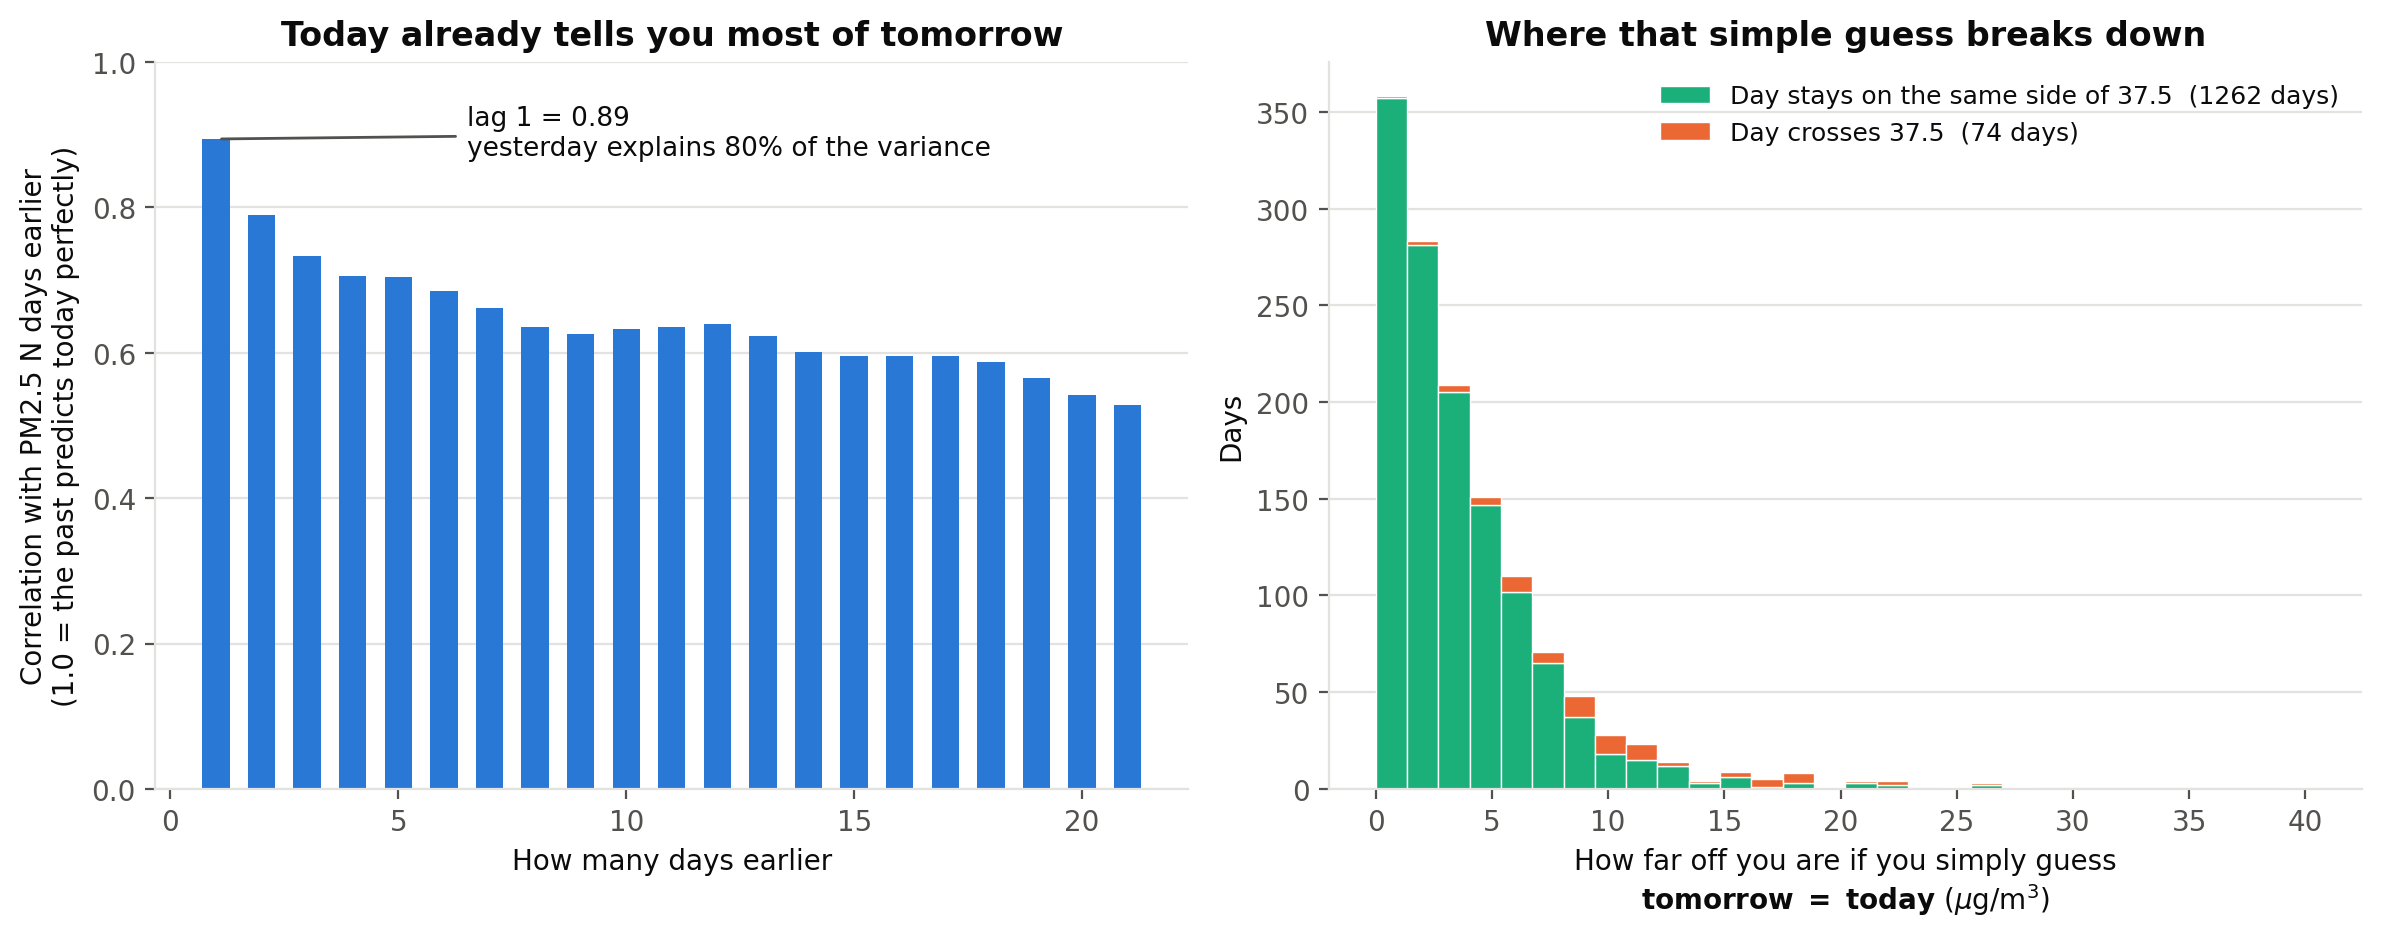 Today already tells you most of tomorrow
Correlation with PM2.5 N days earlier
(1.0 = the past predicts today perfectly)
1.0
0.8
0.6
0.4
0.2
0.0
lag 1 = 0.89
yesterday explains 80% of the variance
0 5 10 15 20
How many days earlier
Where that simple guess breaks down
Day stays on the same side of 37.5 (1262 days)
Day crosses 37.5 (74 days)
Days
350
300
250
200
150
100
50
0
0 5 10 15 20 25 30 35 40
How far off you are if you simply guess
tomorrow = today (μg/m³)